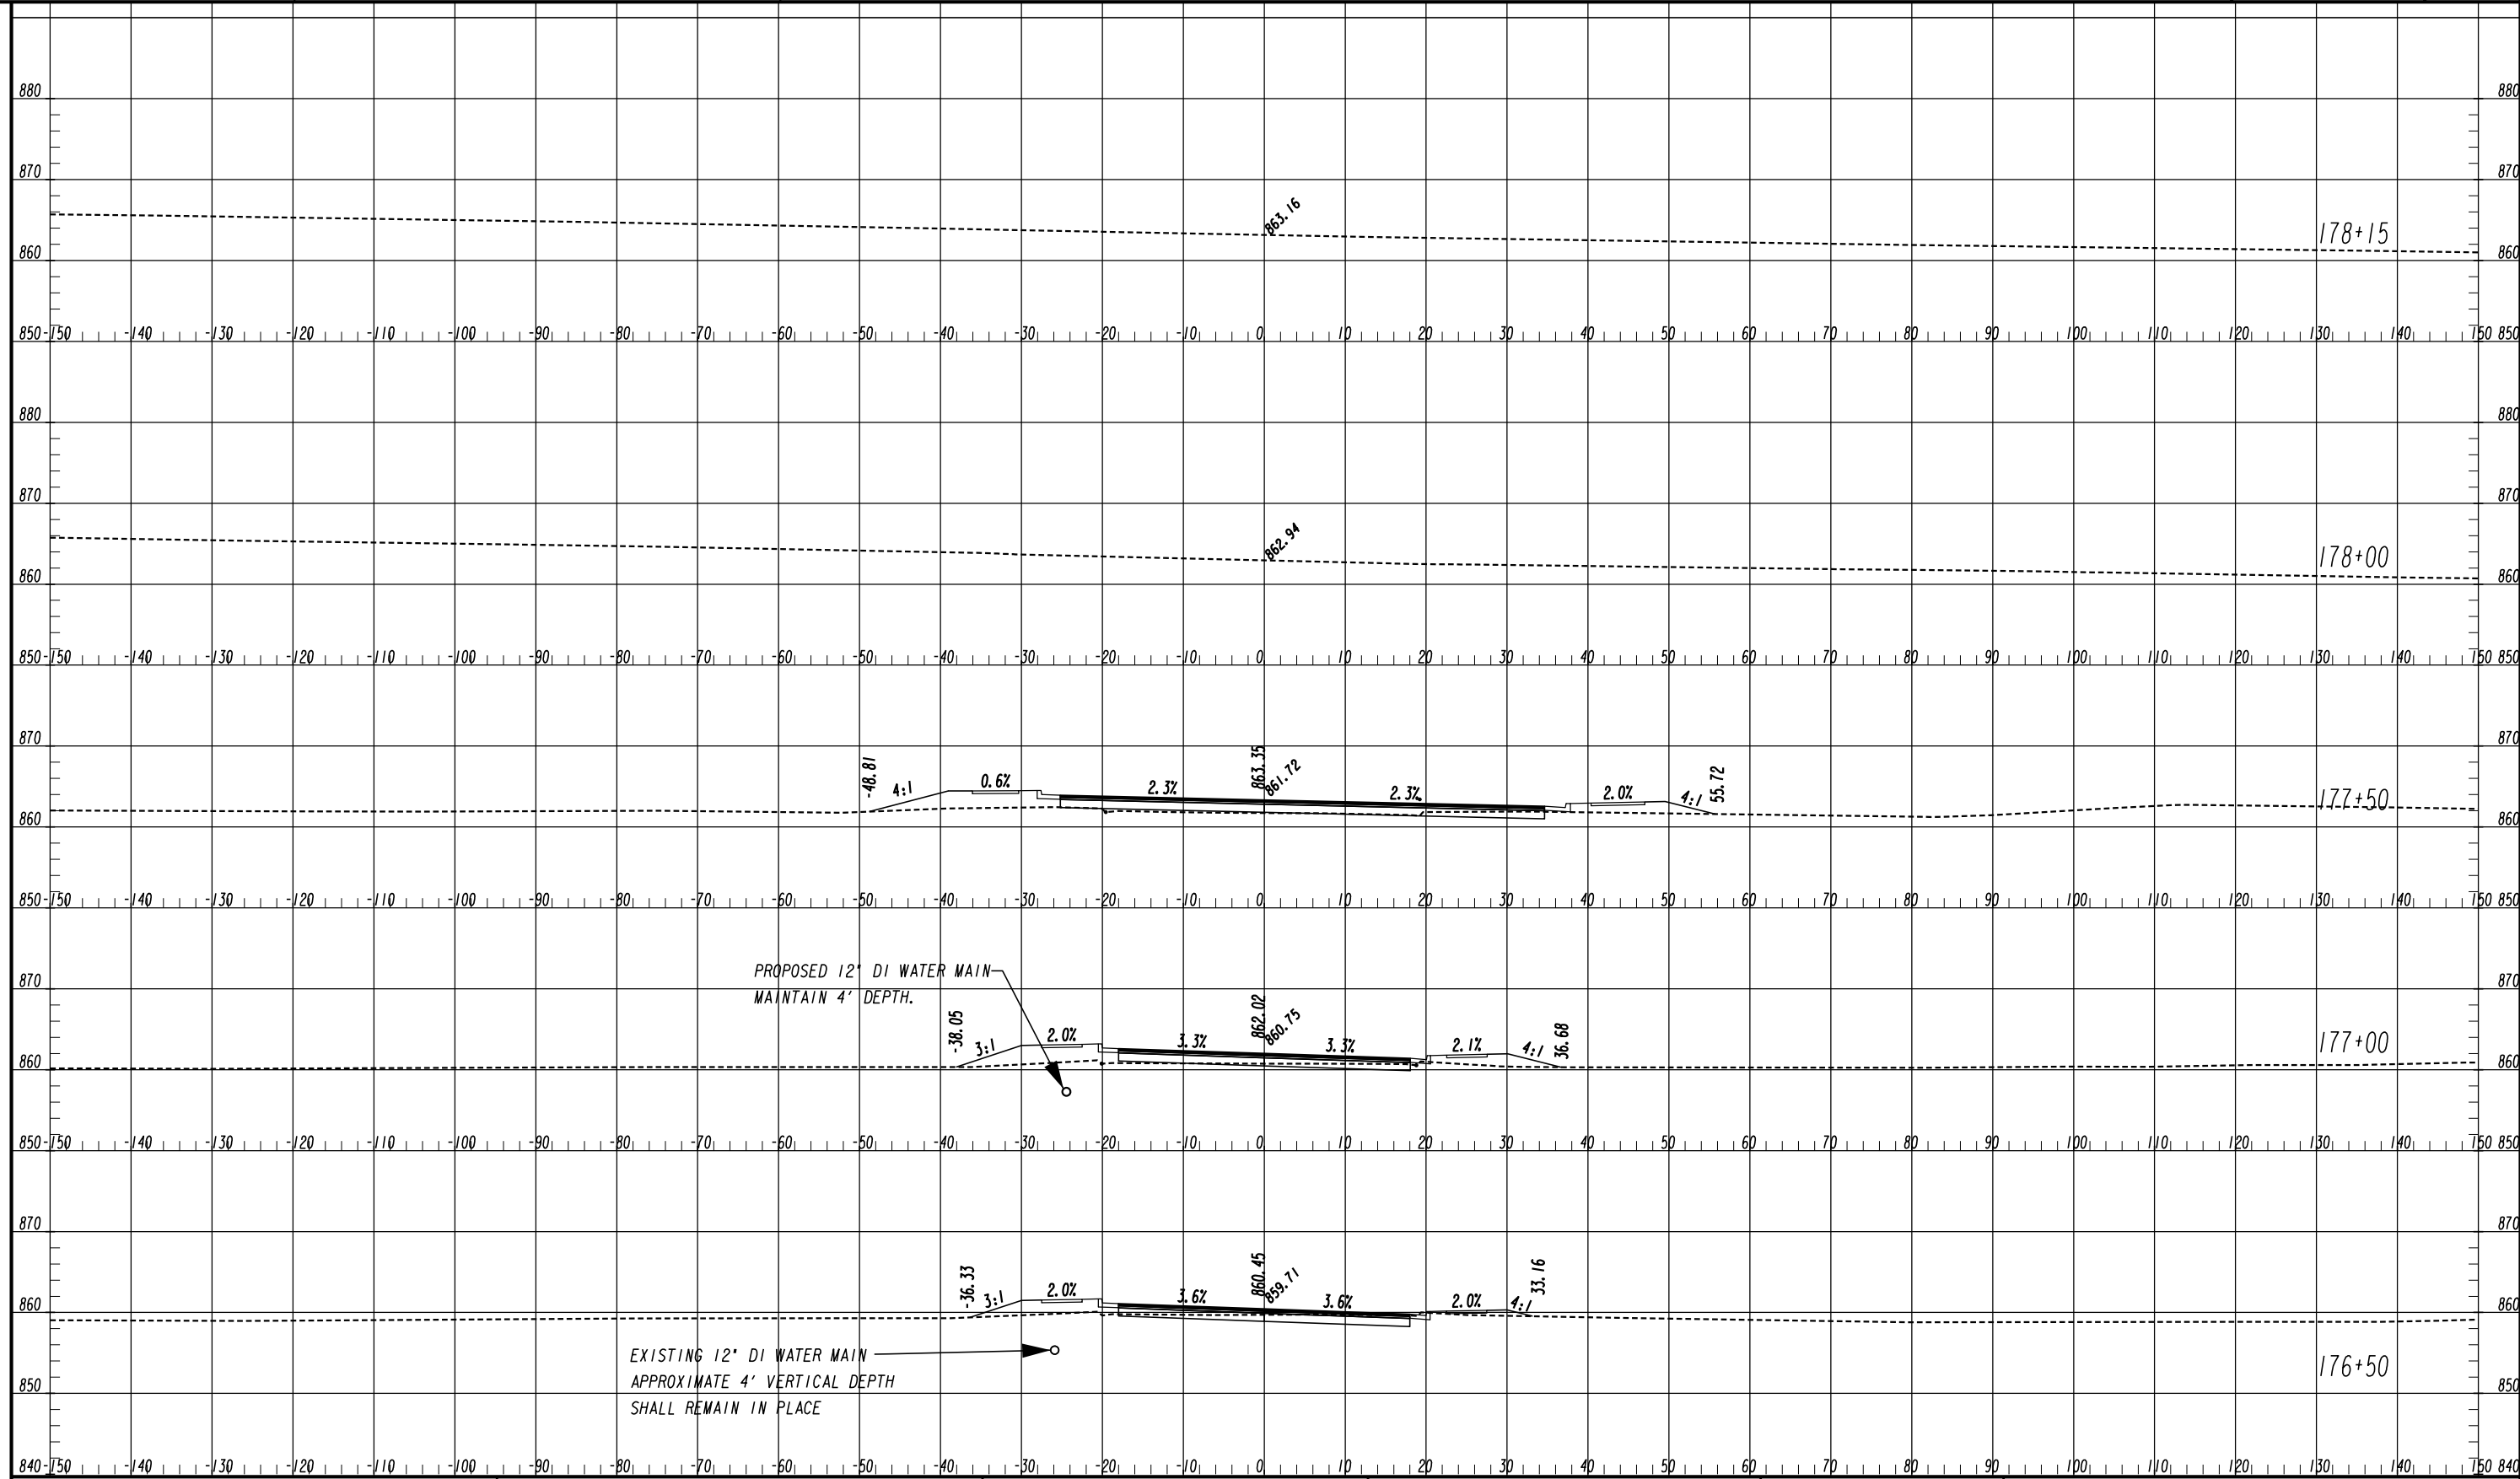 880 880
870 870
863.16
178+15
860 860
850 -150 -140 -130 -120 -110 -100 -90 -80 -70 -60 -50 -40 -30 -20 -10 0 10 20 30 40 50 60 70 80 90 100 110 120 130 140 150 850
880 880
870 870
862.94
178+00
860 860
850 -150 -140 -130 -120 -110 -100 -90 -80 -70 -60 -50 -40 -30 -20 -10 0 10 20 30 40 50 60 70 80 90 100 110 120 130 140 150 850
870 870
-48.81 4:1 0.6% 2.3% 863.35 861.72 2.3% 2.0% 4:1 55.72
177+50
860 860
850 -150 -140 -130 -120 -110 -100 -90 -80 -70 -60 -50 -40 -30 -20 -10 0 10 20 30 40 50 60 70 80 90 100 110 120 130 140 150 850
PROPOSED 12" DI WATER MAIN
870 870
MAINTAIN 4' DEPTH.
-38.05 3:1 2.0% 3.3% 862.02 860.75 3.3% 2.1% 4:1 36.68
177+00
860 860
850 -150 -140 -130 -120 -110 -100 -90 -80 -70 -60 -50 -40 -30 -20 -10 0 10 20 30 40 50 60 70 80 90 100 110 120 130 140 150 850
870 870
-36.33 3:1 2.0% 3.6% 860.45 859.71 3.6% 2.0% 4:1 33.16
860 860
EXISTING 12" DI WATER MAIN
176+50
APPROXIMATE 4' VERTICAL DEPTH
850 850
SHALL REMAIN IN PLACE
840 -150 -140 -130 -120 -110 -100 -90 -80 -70 -60 -50 -40 -30 -20 -10 0 10 20 30 40 50 60 70 80 90 100 110 120 130 140 150 840